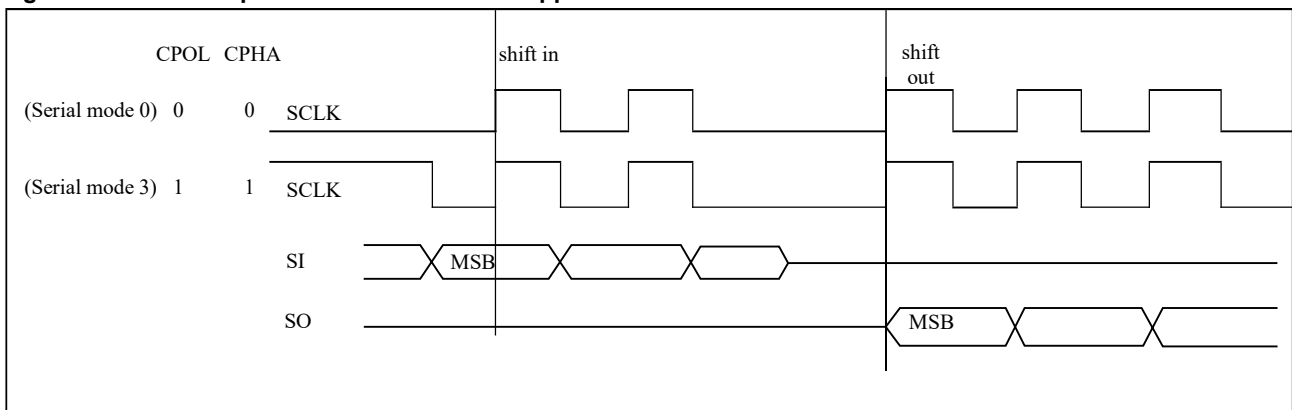 CPOL CPHA
shift in
shift
out
(Serial mode 0) 0 0 SCLK
(Serial mode 3) 1 1 SCLK
SI MSB
SO MSB